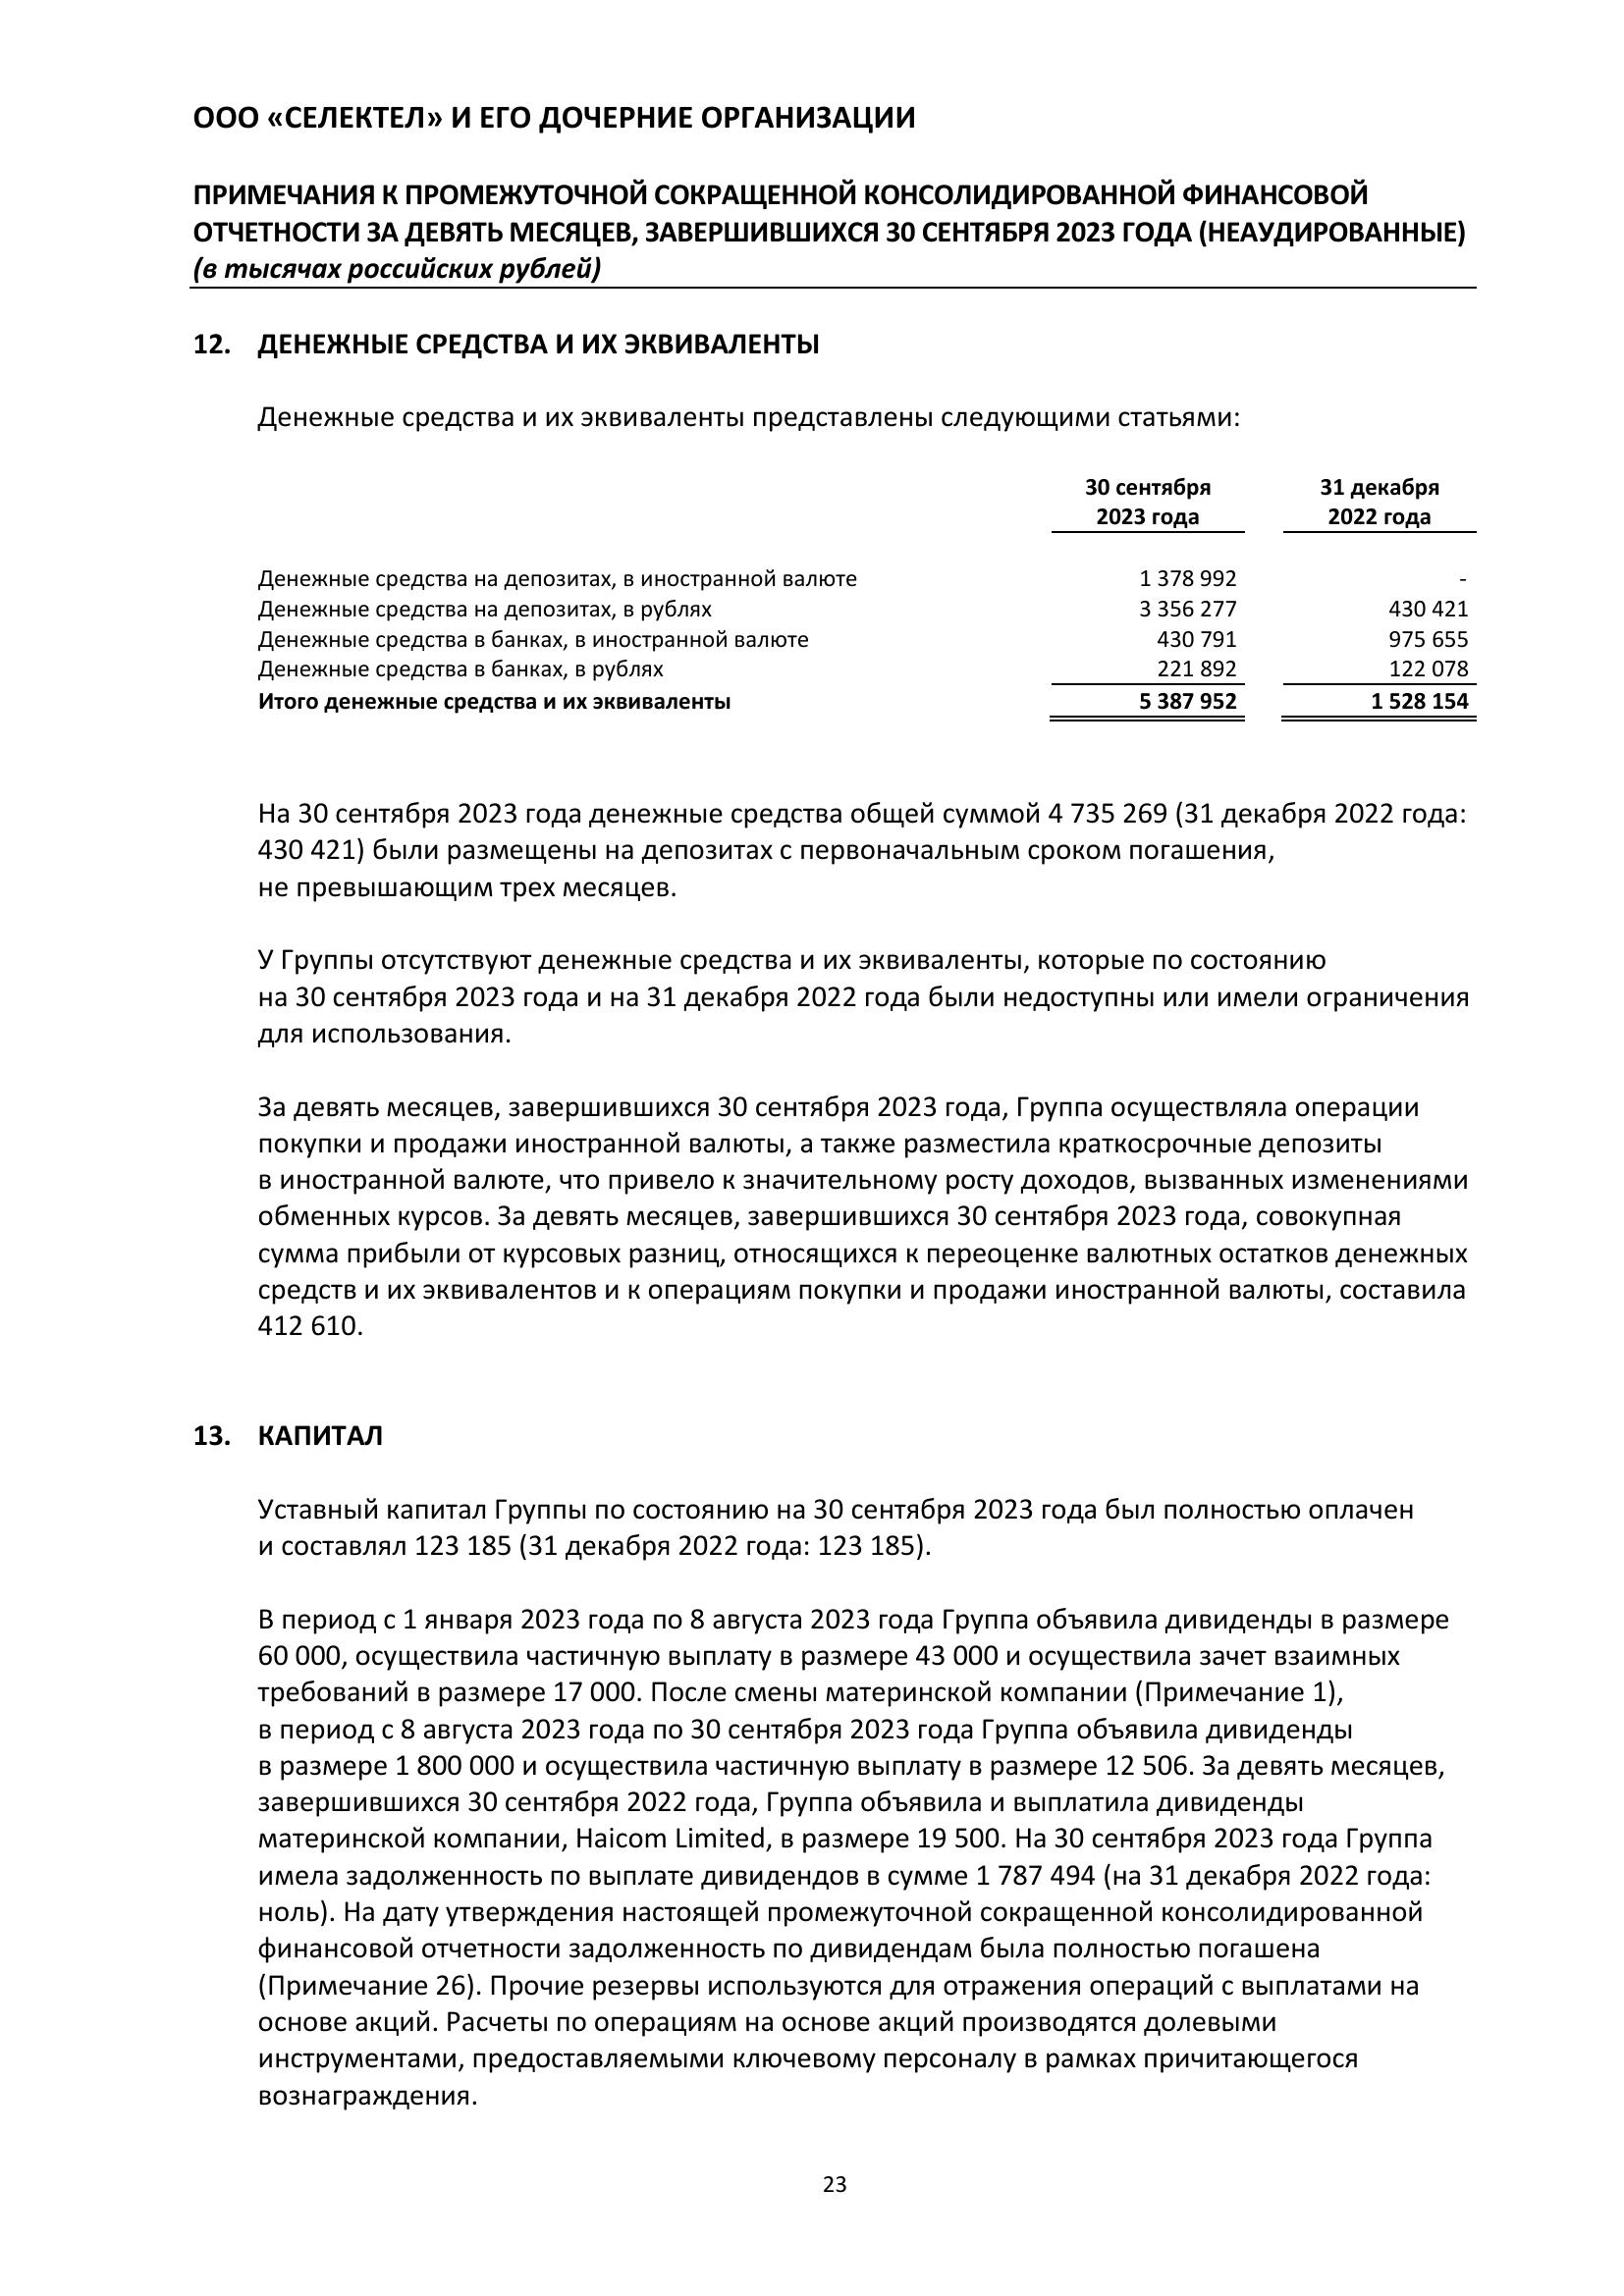 ООО «СЕЛЕКТЕЛ» И ЕГО ДОЧЕРНИЕ ОРГАНИЗАЦИИ
ПРИМЕЧАНИЯ К ПРОМЕЖУТОЧНОЙ СОКРАЩЕННОЙ КОНСОЛИДИРОВАННОЙ ФИНАНСОВОЙ
ОТЧЕТНОСТИ ЗА ДЕВЯТЬ МЕСЯЦЕВ, ЗАВЕРШИВШИХСЯ 30 СЕНТЯБРЯ 2023 ГОДА (НЕАУДИРОВАННЫЕ)
(в тысячах российских рублей)
12. ДЕНЕЖНЫЕ СРЕДСТВА И ИХ ЭКВИВАЛЕНТЫ
Денежные средства и их эквиваленты представлены следующими статьями:
30 сентября 31 декабря
2023 года 2022 года
Денежные средства на депозитах, в иностранной валюте 1 378 992 -
Денежные средства на депозитах, в рублях 3 356 277 430 421
Денежные средства в банках, в иностранной валюте 430 791 975 655
Денежные средства в банках, в рублях 221 892 122 078
Итого денежные средства и их эквиваленты 5 387 952 1 528 154
На 30 сентября 2023 года денежные средства общей суммой 4 735 269 (31 декабря 2022 года:
430 421) были размещены на депозитах с первоначальным сроком погашения,
не превышающим трех месяцев.
У Группы отсутствуют денежные средства и их эквиваленты, которые по состоянию
на 30 сентября 2023 года и на 31 декабря 2022 года были недоступны или имели ограничения
для использования.
За девять месяцев, завершившихся 30 сентября 2023 года, Группа осуществляла операции
покупки и продажи иностранной валюты, а также разместила краткосрочные депозиты
в иностранной валюте, что привело к значительному росту доходов, вызванных изменениями
обменных курсов. За девять месяцев, завершившихся 30 сентября 2023 года, совокупная
сумма прибыли от курсовых разниц, относящихся к переоценке валютных остатков денежных
средств и их эквивалентов и к операциям покупки и продажи иностранной валюты, составила
412 610.
13. КАПИТАЛ
Уставный капитал Группы по состоянию на 30 сентября 2023 года был полностью оплачен
и составлял 123 185 (31 декабря 2022 года: 123 185).
В период с 1 января 2023 года по 8 августа 2023 года Группа объявила дивиденды в размере
60 000, осуществила частичную выплату в размере 43 000 и осуществила зачет взаимных
требований в размере 17 000. После смены материнской компании (Примечание 1),
в период с 8 августа 2023 года по 30 сентября 2023 года Группа объявила дивиденды
в размере 1 800 000 и осуществила частичную выплату в размере 12 506. За девять месяцев,
завершившихся 30 сентября 2022 года, Группа объявила и выплатила дивиденды
материнской компании, Haicom Limited, в размере 19 500. На 30 сентября 2023 года Группа
имела задолженность по выплате дивидендов в сумме 1 787 494 (на 31 декабря 2022 года:
ноль). На дату утверждения настоящей промежуточной сокращенной консолидированной
финансовой отчетности задолженность по дивидендам была полностью погашена
(Примечание 26). Прочие резервы используются для отражения операций с выплатами на
основе акций. Расчеты по операциям на основе акций производятся долевыми
инструментами, предоставляемыми ключевому персоналу в рамках причитающегося
вознаграждения.
23